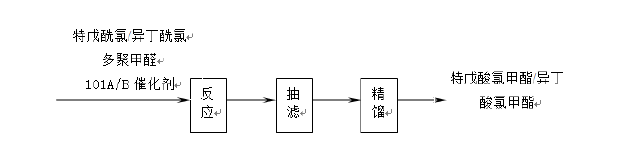 特戊酰氯/异丁酰氯
多聚甲醛
101A/B 催化剂
反应
抽滤
精馏
特戊酸氯甲酯/异丁
酸氯甲酯